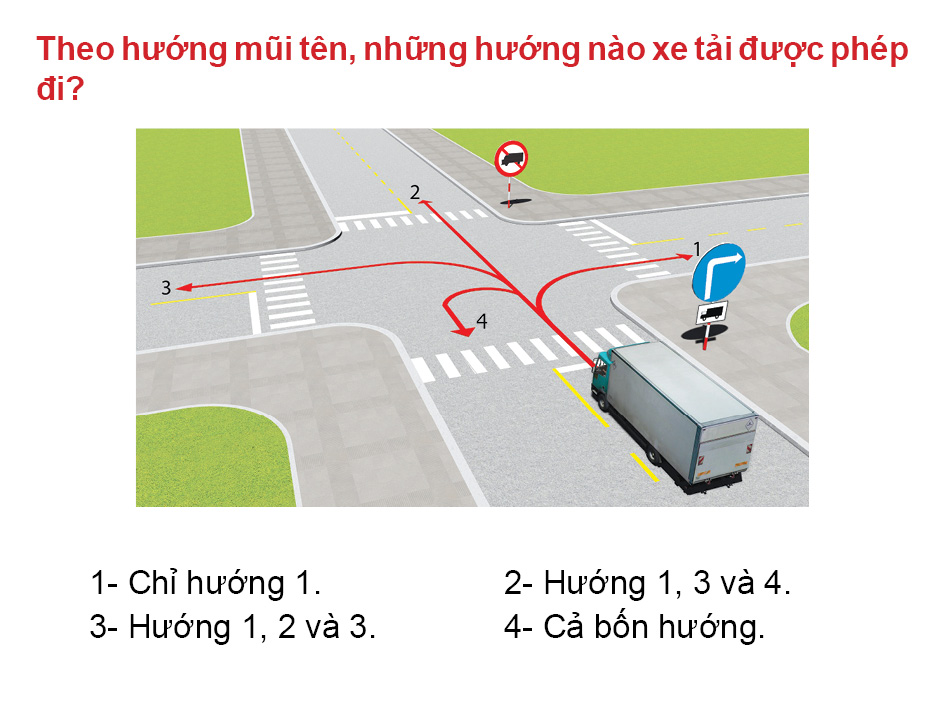 Theo hướng mũi tên, những hướng nào xe tải được phép
đi?
2
1
3
4
1- Chỉ hướng 1.
2- Hướng 1, 3 và 4.
3- Hướng 1, 2 và 3.
4- Cả bốn hướng.